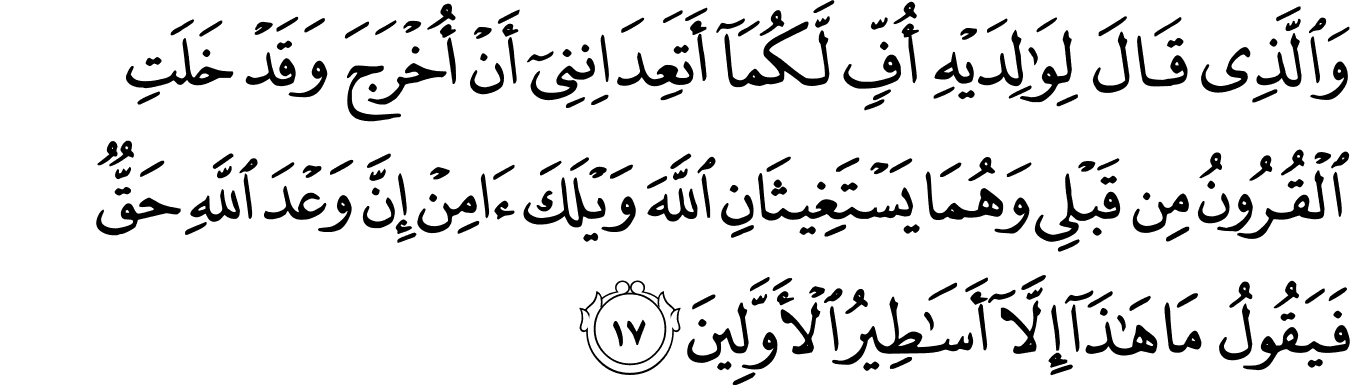 وَٱلَّذِى قَالَ لِوَٰلِدَيْهِ أُفٍّ لَّكُمَآ أَتَعِدَانِنِىٓ أَنْ أُخْرَجَ وَقَدْ خَلَتِ
ٱلْقُرُونُ مِن قَبْلِى وَهُمَا يَسْتَغِيثَانِ ٱللَّهَ وَيْلَكَ ءَامِنْ إِنَّ وَعْدَ ٱللَّهِ حَقٌّ
فَيَقُولُ مَا هَٰذَآ إِلَّآ أَسَٰطِيرُ ٱلْأَوَّلِينَ ١٧